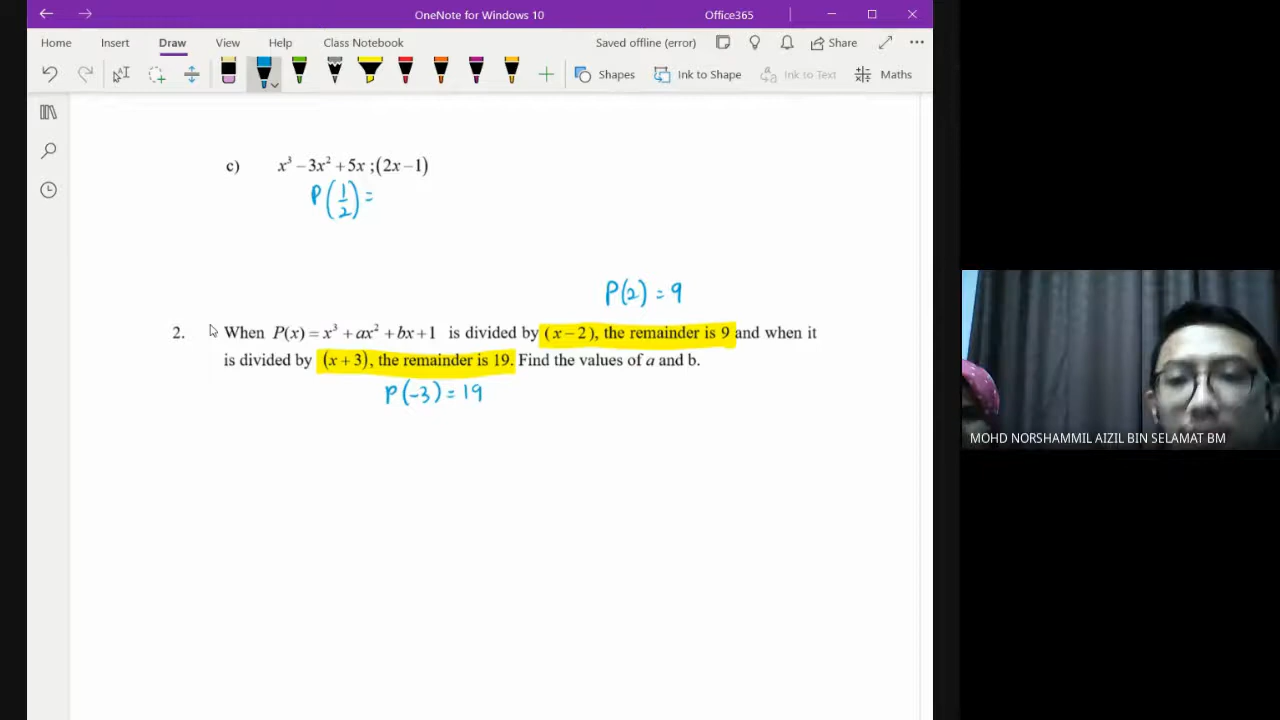 OneNote for Windows 10
Office365
Home Insert Draw View Help Class Notebook
Saved offline (error)
Share
Shapes
Ink to Shape
Ink to Text
Maths
c) x³ − 3x² + 5x ; (2x − 1)
P(1/2) =
P(2) = 9
2. When P(x) = x³ + ax² + bx + 1 is divided by (x − 2), the remainder is 9 and when it
is divided by (x + 3), the remainder is 19. Find the values of a and b.
P(-3) = 19
MOHD NORSHAMMIL AIZIL BIN SELAMAT BM